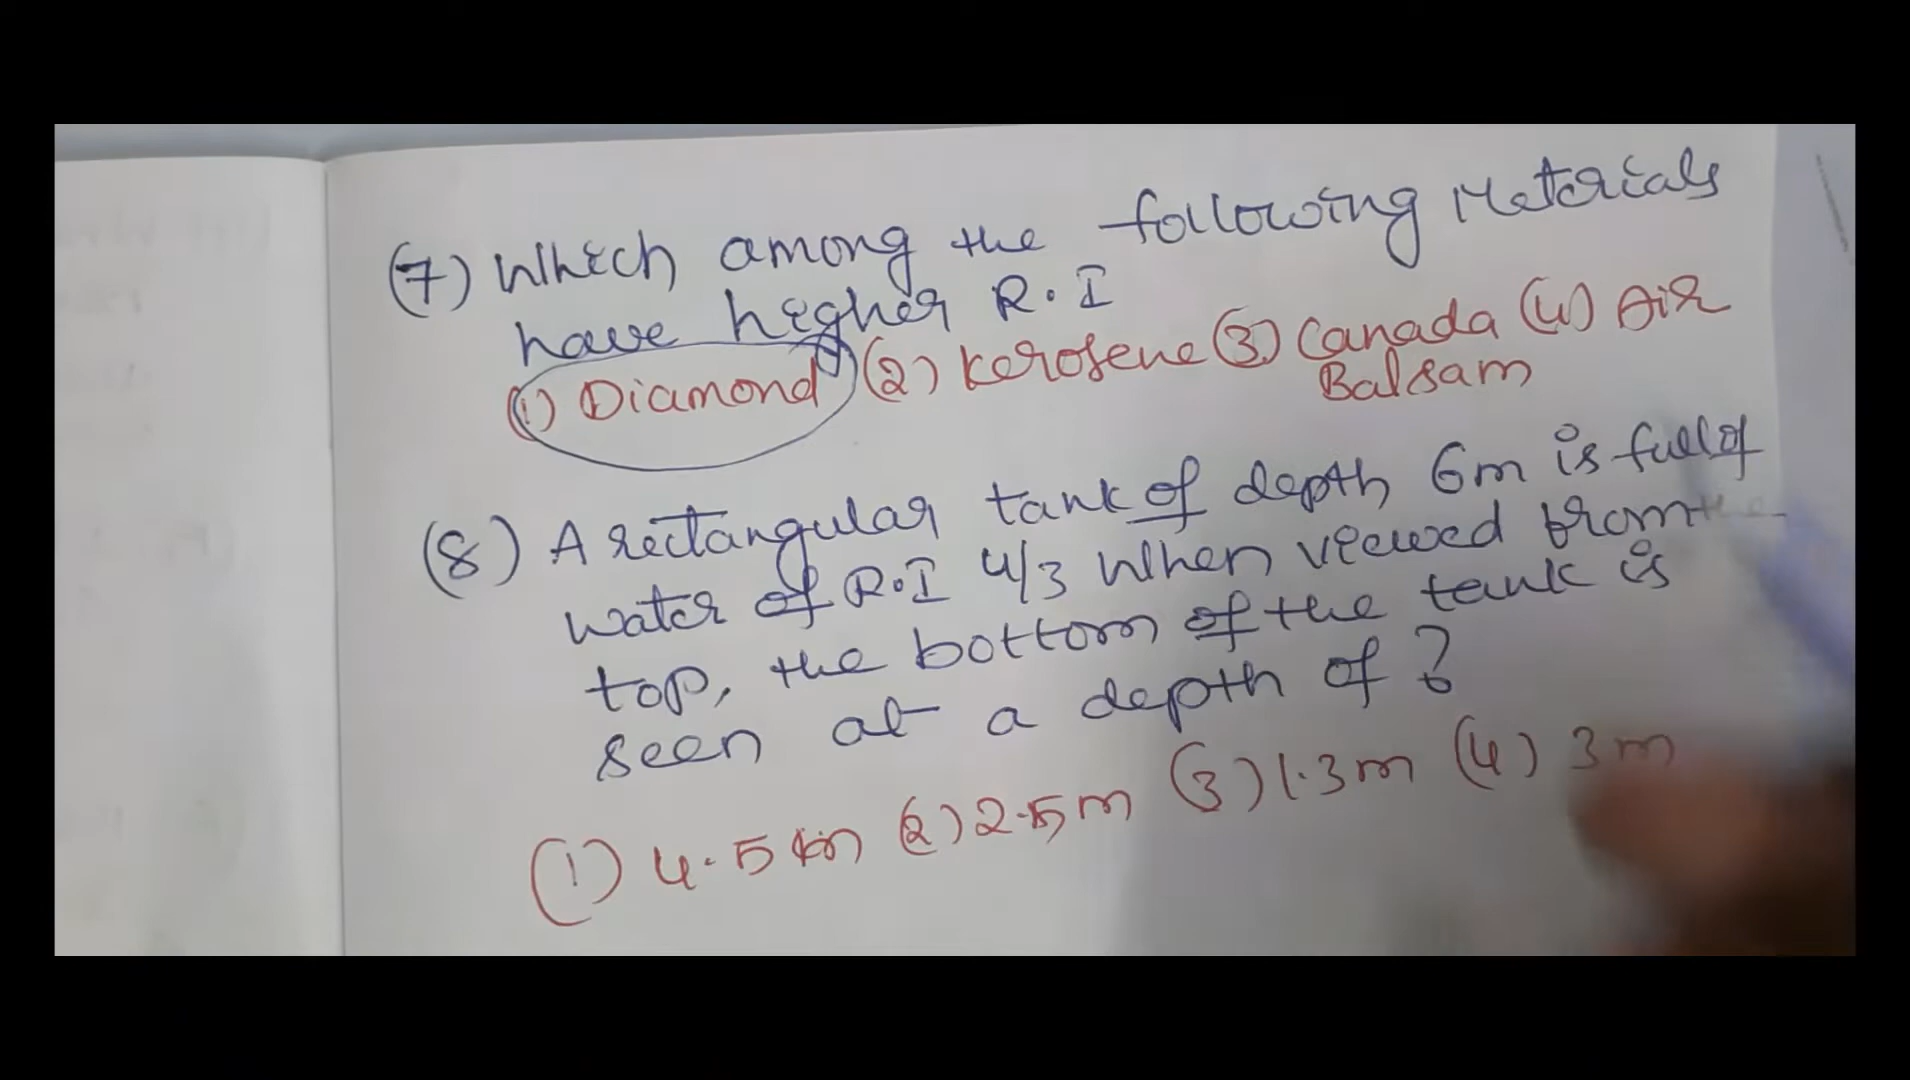 (7) Which among the following Materials
have higher R.I
(1) Diamond (2) Kerosene (3) Canada (4) Air
Balsam
(8) A rectangular tank of depth 6m is full of
water of R.I 4/3 When viewed from the
top, the bottom of the tank is
seen at a depth of ?
(1) 4.5 m (2) 2.5m (3) 1.3m (4) 3m